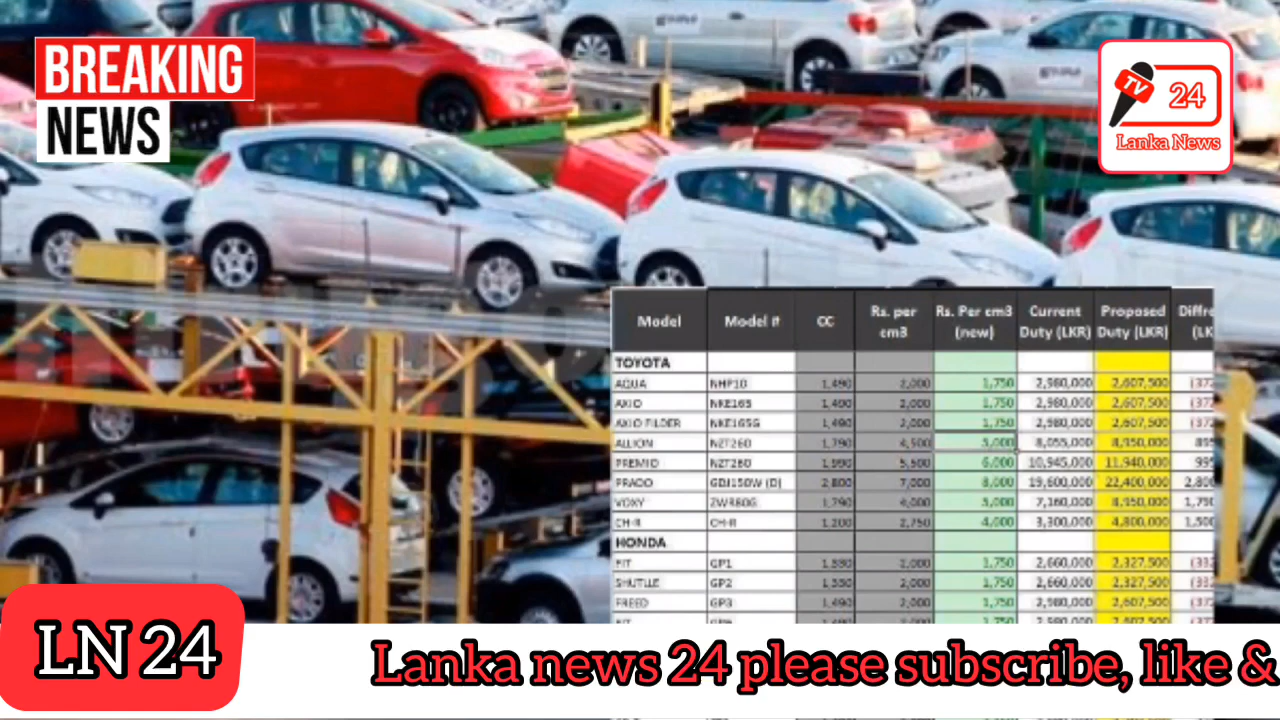 BREAKING
NEWS
TV 24
Lanka News
Model Model # CC Rs. per cm3 Rs. Per cm3 (new) Current Duty (LKR) Proposed Duty (LKR)
TOYOTA
AQUA NHP10 1,490 2,000 1,750 2,980,000 2,607,500
AXIO NKE165 1,490 2,000 1,750 2,980,000 2,607,500
AXIO FILDER NKE165G 1,490 2,000 1,750 2,980,000 2,607,500
ALLION NZT260 1,790 4,500 5,000 8,055,000 8,950,000
PREMIO NZT260 1,990 5,500 6,000 10,945,000 11,940,000
PRADO GDJ150W (D) 2,800 7,000 8,000 19,600,000 22,400,000
VOXY ZWR80G 1,790 4,000 5,000 7,160,000 8,950,000
CH-R CH-R 1,200 2,750 4,000 3,300,000 4,800,000
HONDA
FIT GP1 1,330 2,000 1,750 2,660,000 2,327,500
SHUTLLE GP2 1,330 2,000 1,750 2,660,000 2,327,500
FREED GP3 1,490 2,000 1,750 2,980,000 2,607,500
LN 24
Lanka news 24 please subscribe, like &